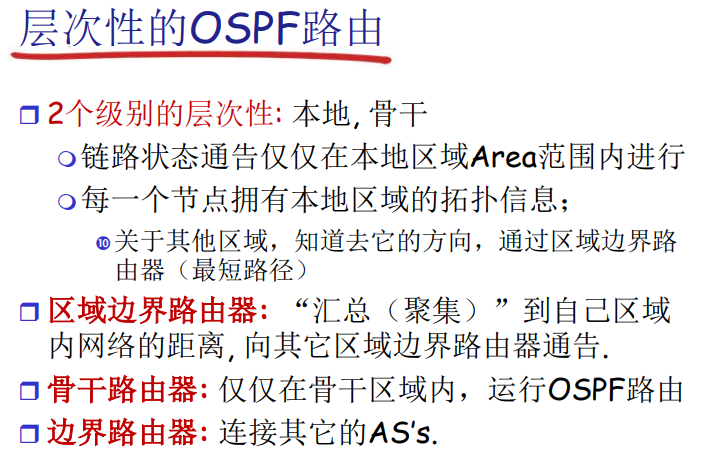 层次性的OSPF路由
2个级别的层次性: 本地, 骨干
链路状态通告仅仅在本地区域Area范围内进行
每一个节点拥有本地区域的拓扑信息；
❿关于其他区域，知道去它的方向，通过区域边界路
由器（最短路径）
区域边界路由器: “汇总（聚集）”到自己区域
内网络的距离, 向其它区域边界路由器通告.
骨干路由器: 仅仅在骨干区域内，运行OSPF路由
边界路由器: 连接其它的AS’s.